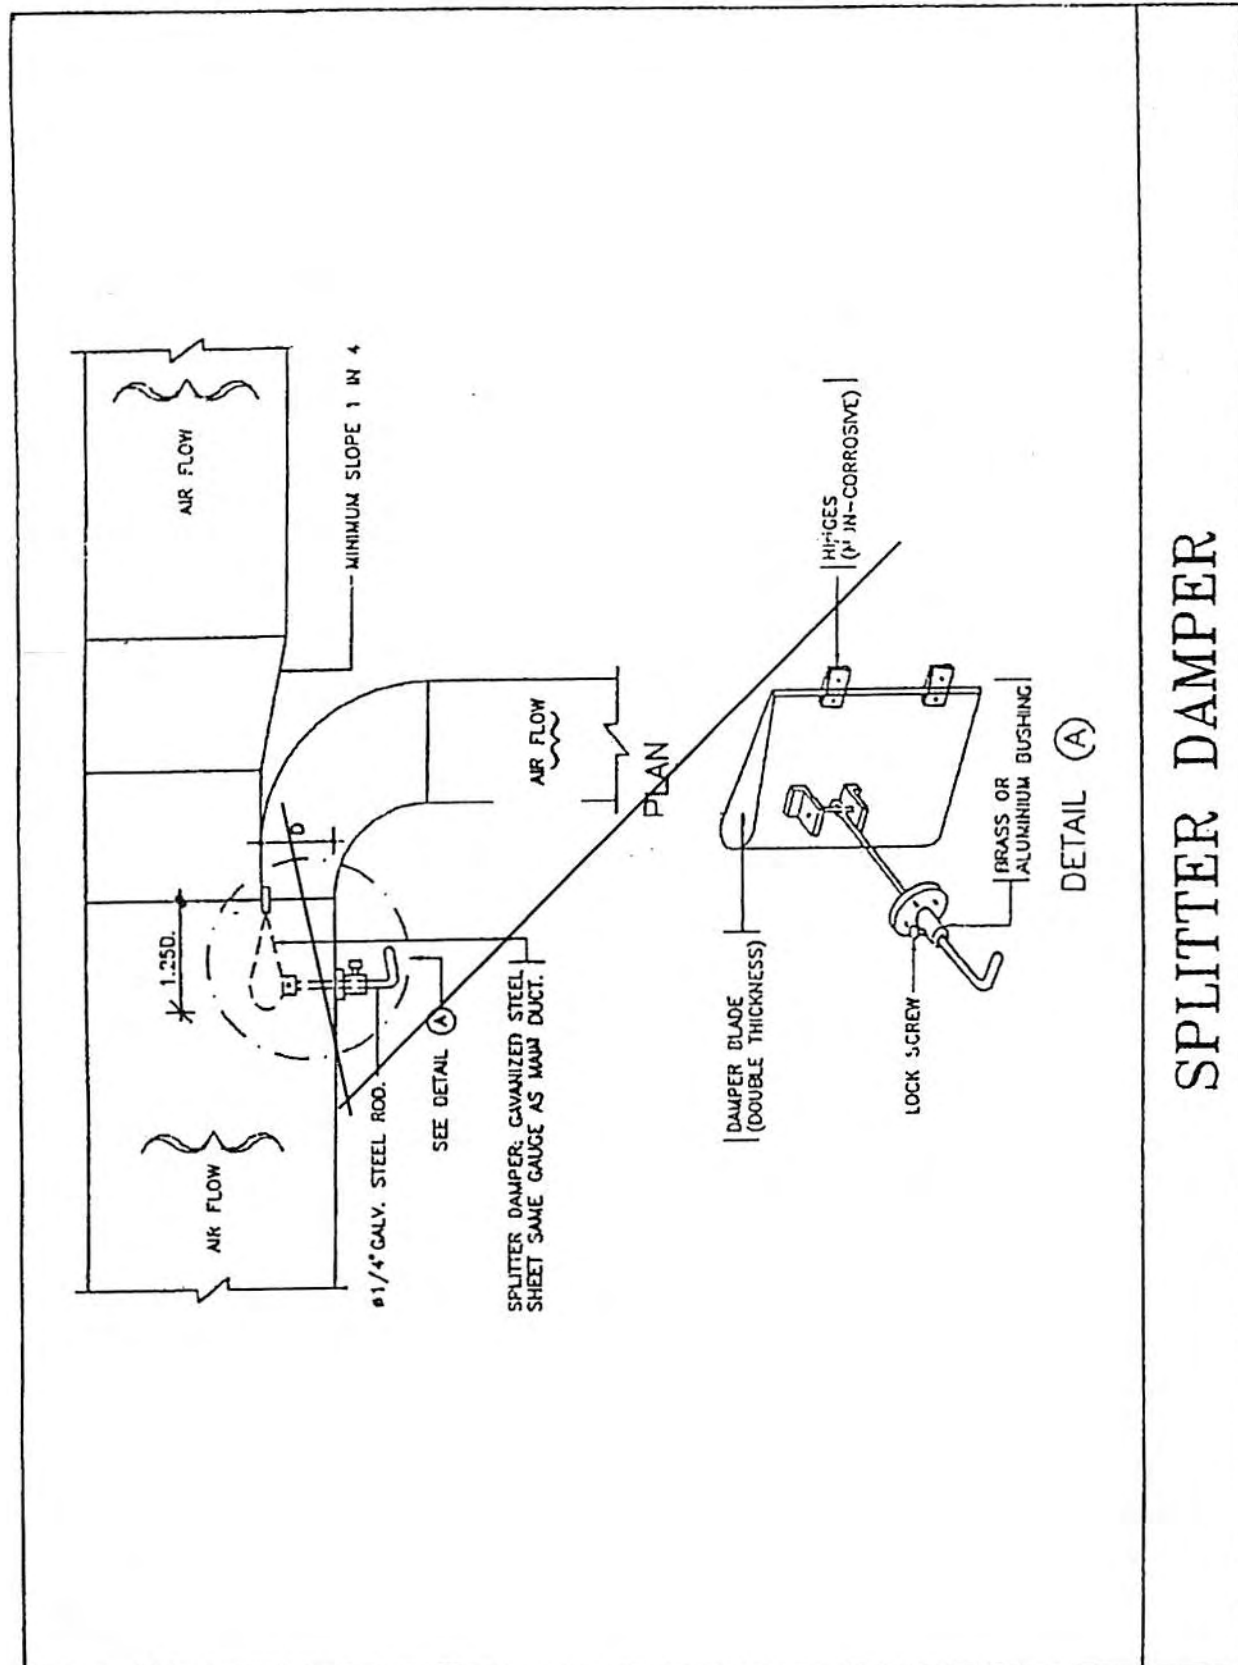 AIR FLOW
1.25D.
D
AIR FLOW
MINIMUM SLOPE 1 IN 4
ø1/4" GALV. STEEL ROD.
SEE DETAIL A
SPLITTER DAMPER; GAVANIZED STEEL
SHEET SAME GAUGE AS MAIN DUCT.
AIR FLOW
PLAN
DAMPER BLADE
(DOUBLE THICKNESS)
HINGES
(NON-CORROSIVE)
LOCK SCREW
BRASS OR
ALUMINIUM BUSHING
DETAIL A
SPLITTER DAMPER